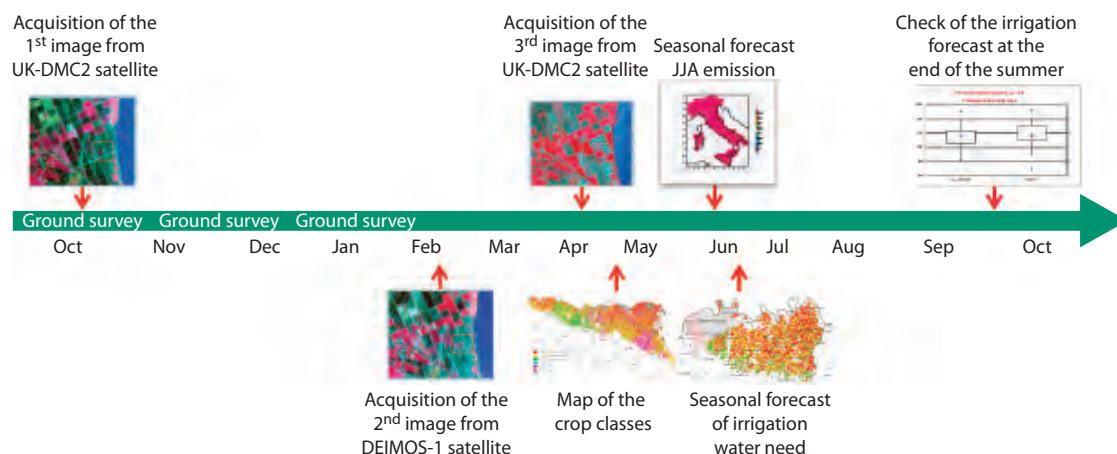 Acquisition of the
1st image from
UK-DMC2 satellite
Acquisition of the
3rd image from
UK-DMC2 satellite
Seasonal forecast
JJA emission
Check of the irrigation
forecast at the
end of the summer
Ground survey Ground survey Ground survey
Oct Nov Dec Jan Feb Mar Apr May Jun Jul Aug Sep Oct
Acquisition of the
2nd image from
DEIMOS-1 satellite
Map of the
crop classes
Seasonal forecast
of irrigation
water need